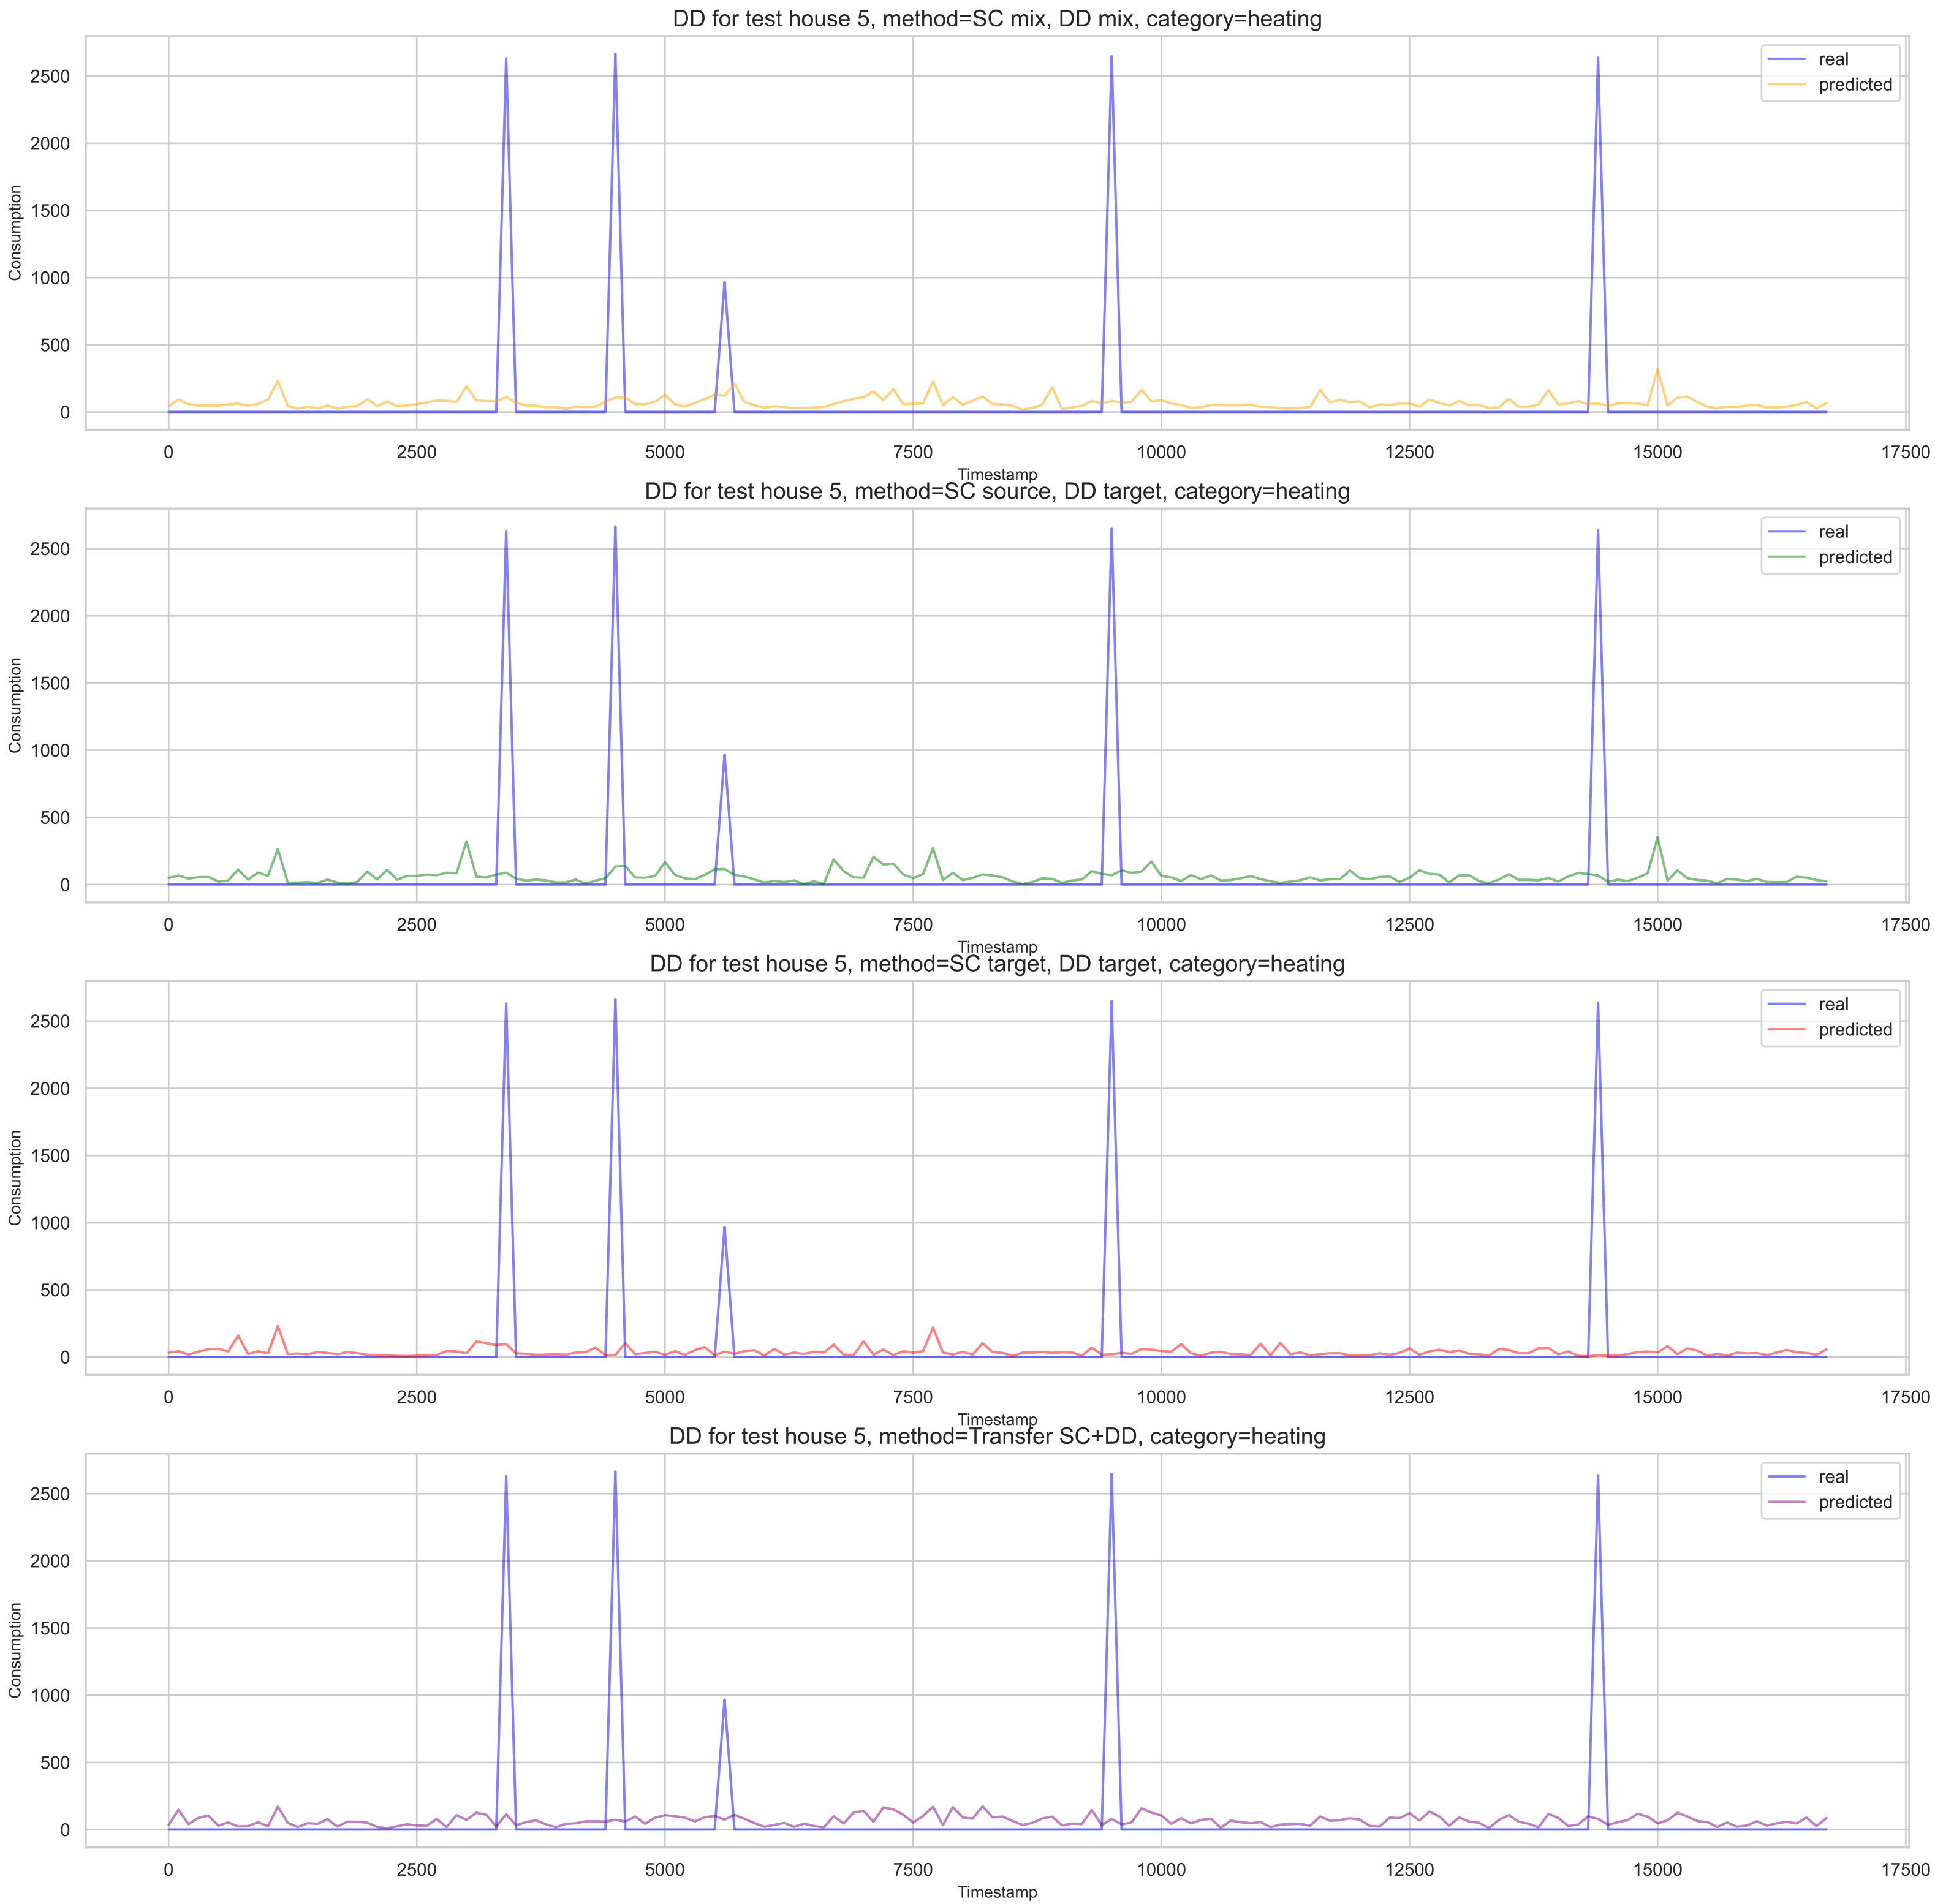 DD for test house 5, method=SC mix, DD mix, category=heating
real
predicted
2500
2000
1500
1000
500
0
Consumption
0 2500 5000 7500 10000 12500 15000 17500
Timestamp
DD for test house 5, method=SC source, DD target, category=heating
real
predicted
2500
2000
1500
1000
500
0
Consumption
0 2500 5000 7500 10000 12500 15000 17500
Timestamp
DD for test house 5, method=SC target, DD target, category=heating
real
predicted
2500
2000
1500
1000
500
0
Consumption
0 2500 5000 7500 10000 12500 15000 17500
Timestamp
DD for test house 5, method=Transfer SC+DD, category=heating
real
predicted
2500
2000
1500
1000
500
0
Consumption
0 2500 5000 7500 10000 12500 15000 17500
Timestamp